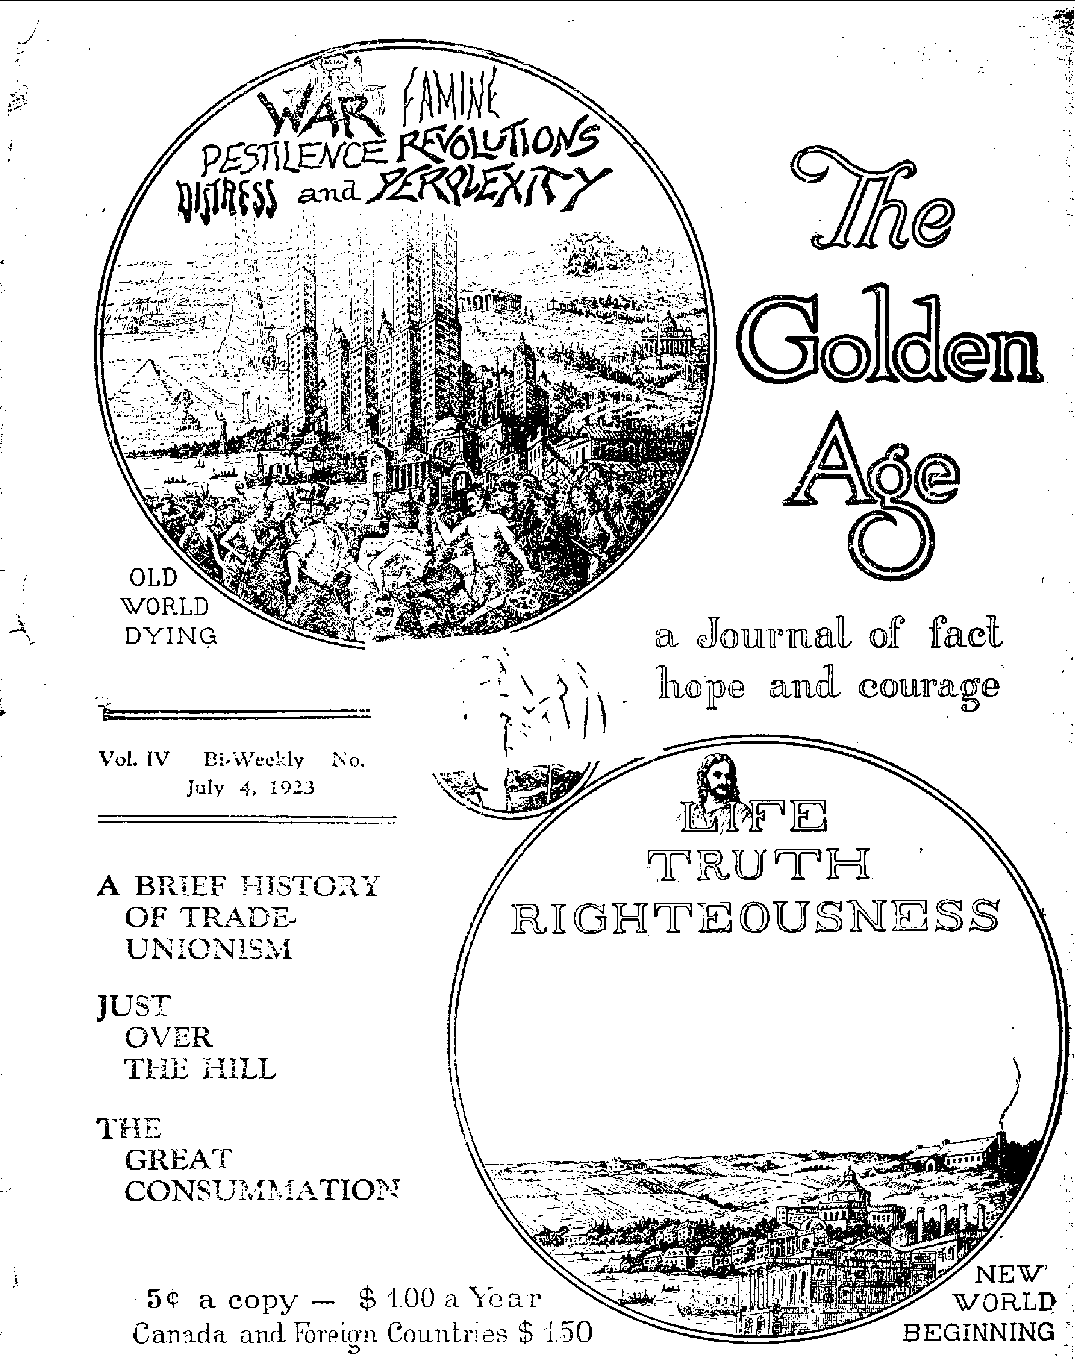 WAR FAMINE
PESTILENCE REVOLUTIONS
DISTRESS and PERPLEXITY
The
Golden
Age
OLD
WORLD
DYING
a Journal of fact
hope and courage
Vol. IV Bi-Weekly No.
July 4, 1923
LIFE
TRUTH
RIGHTEOUSNESS
A BRIEF HISTORY
OF TRADE-
UNIONISM
JUST
OVER
THE HILL
THE
GREAT
CONSUMMATION
5¢ a copy — $1.00 a Year
Canada and Foreign Countries $1.50
NEW
WORLD
BEGINNING